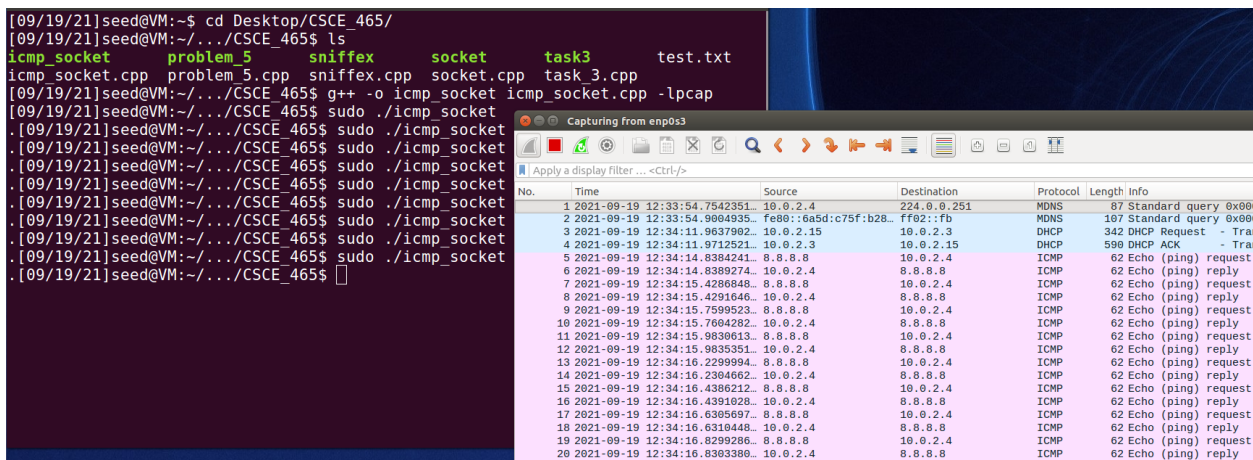 [09/19/21]seed@VM:~$ cd Desktop/CSCE_465/
[09/19/21]seed@VM:~/.../CSCE_465$ ls
icmp_socket problem_5 sniffex socket task3 test.txt
icmp_socket.cpp problem_5.cpp sniffex.cpp socket.cpp task_3.cpp
[09/19/21]seed@VM:~/.../CSCE_465$ g++ -o icmp_socket icmp_socket.cpp -lpcap
[09/19/21]seed@VM:~/.../CSCE_465$ sudo ./icmp_socket
.[09/19/21]seed@VM:~/.../CSCE_465$ sudo ./icmp_socket
.[09/19/21]seed@VM:~/.../CSCE_465$ sudo ./icmp_socket
.[09/19/21]seed@VM:~/.../CSCE_465$ sudo ./icmp_socket
.[09/19/21]seed@VM:~/.../CSCE_465$ sudo ./icmp_socket
.[09/19/21]seed@VM:~/.../CSCE_465$ sudo ./icmp_socket
.[09/19/21]seed@VM:~/.../CSCE_465$ sudo ./icmp_socket
.[09/19/21]seed@VM:~/.../CSCE_465$ sudo ./icmp_socket
.[09/19/21]seed@VM:~/.../CSCE_465$ sudo ./icmp_socket
.[09/19/21]seed@VM:~/.../CSCE_465$
Capturing from enp0s3
Apply a display filter ... <Ctrl-/>
No. Time Source Destination Protocol Length Info
1 2021-09-19 12:33:54.7542351… 10.0.2.4 224.0.0.251 MDNS 87 Standard query 0x00
2 2021-09-19 12:33:54.9004935… fe80::6a5d:c75f:b28… ff02::fb MDNS 107 Standard query 0x00
3 2021-09-19 12:34:11.9637902… 10.0.2.15 10.0.2.3 DHCP 342 DHCP Request - Tra
4 2021-09-19 12:34:11.9712521… 10.0.2.3 10.0.2.15 DHCP 590 DHCP ACK - Tra
5 2021-09-19 12:34:14.8384241… 8.8.8.8 10.0.2.4 ICMP 62 Echo (ping) request
6 2021-09-19 12:34:14.8389274… 10.0.2.4 8.8.8.8 ICMP 62 Echo (ping) reply
7 2021-09-19 12:34:15.4286848… 8.8.8.8 10.0.2.4 ICMP 62 Echo (ping) request
8 2021-09-19 12:34:15.4291646… 10.0.2.4 8.8.8.8 ICMP 62 Echo (ping) reply
9 2021-09-19 12:34:15.7599523… 8.8.8.8 10.0.2.4 ICMP 62 Echo (ping) request
10 2021-09-19 12:34:15.7604282… 10.0.2.4 8.8.8.8 ICMP 62 Echo (ping) reply
11 2021-09-19 12:34:15.9830613… 8.8.8.8 10.0.2.4 ICMP 62 Echo (ping) request
12 2021-09-19 12:34:15.9835351… 10.0.2.4 8.8.8.8 ICMP 62 Echo (ping) reply
13 2021-09-19 12:34:16.2299994… 8.8.8.8 10.0.2.4 ICMP 62 Echo (ping) request
14 2021-09-19 12:34:16.2304662… 10.0.2.4 8.8.8.8 ICMP 62 Echo (ping) reply
15 2021-09-19 12:34:16.4386212… 8.8.8.8 10.0.2.4 ICMP 62 Echo (ping) request
16 2021-09-19 12:34:16.4391028… 10.0.2.4 8.8.8.8 ICMP 62 Echo (ping) reply
17 2021-09-19 12:34:16.6305697… 8.8.8.8 10.0.2.4 ICMP 62 Echo (ping) request
18 2021-09-19 12:34:16.6310448… 10.0.2.4 8.8.8.8 ICMP 62 Echo (ping) reply
19 2021-09-19 12:34:16.8299286… 8.8.8.8 10.0.2.4 ICMP 62 Echo (ping) request
20 2021-09-19 12:34:16.8303380… 10.0.2.4 8.8.8.8 ICMP 62 Echo (ping) reply